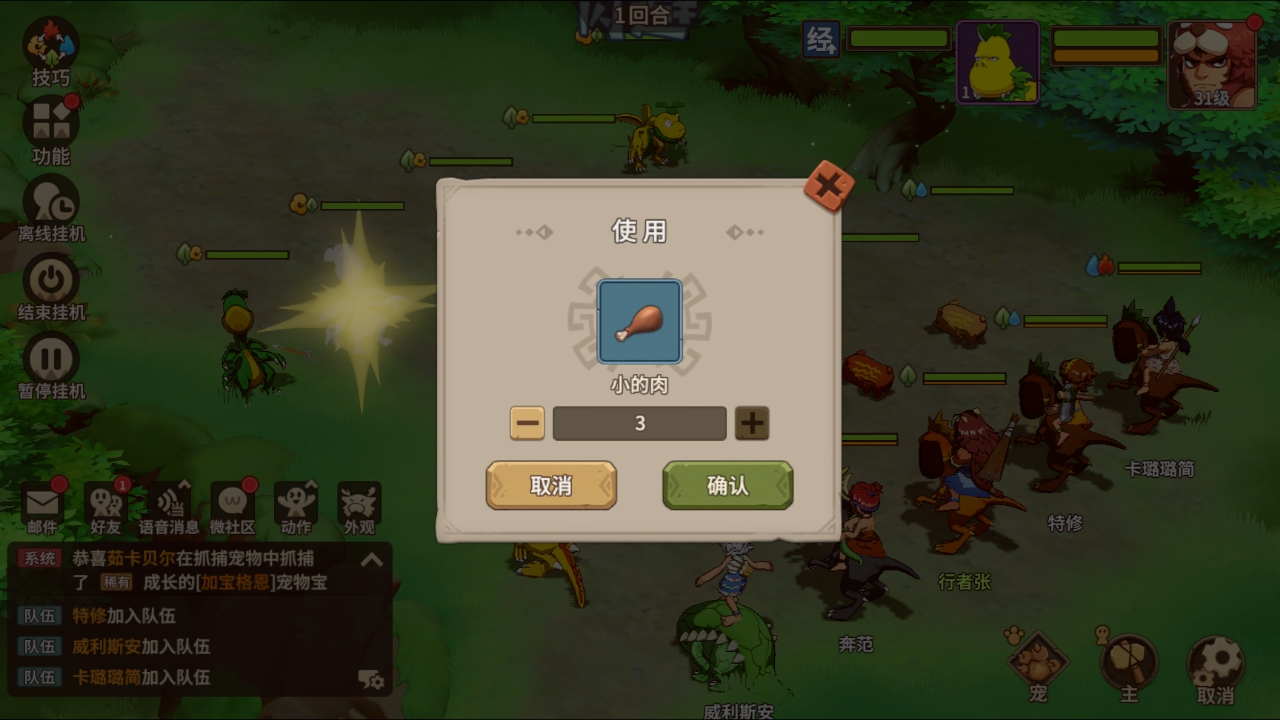 1回合
经
1
31级
技巧
功能
离线挂机
结束挂机
暂停挂机
使用
小的肉
3
取消
确认
卡璐璐简
特修
行者张
奔范
威利斯安
邮件
1
好友
语音消息
微社区
动作
外观
系统 恭喜茹卡贝尔在抓捕宠物中抓捕
了 稀有 成长的[加宝格恩]宠物宝
队伍 特修加入队伍
队伍 威利斯安加入队伍
队伍 卡璐璐简加入队伍
宠
主
取消